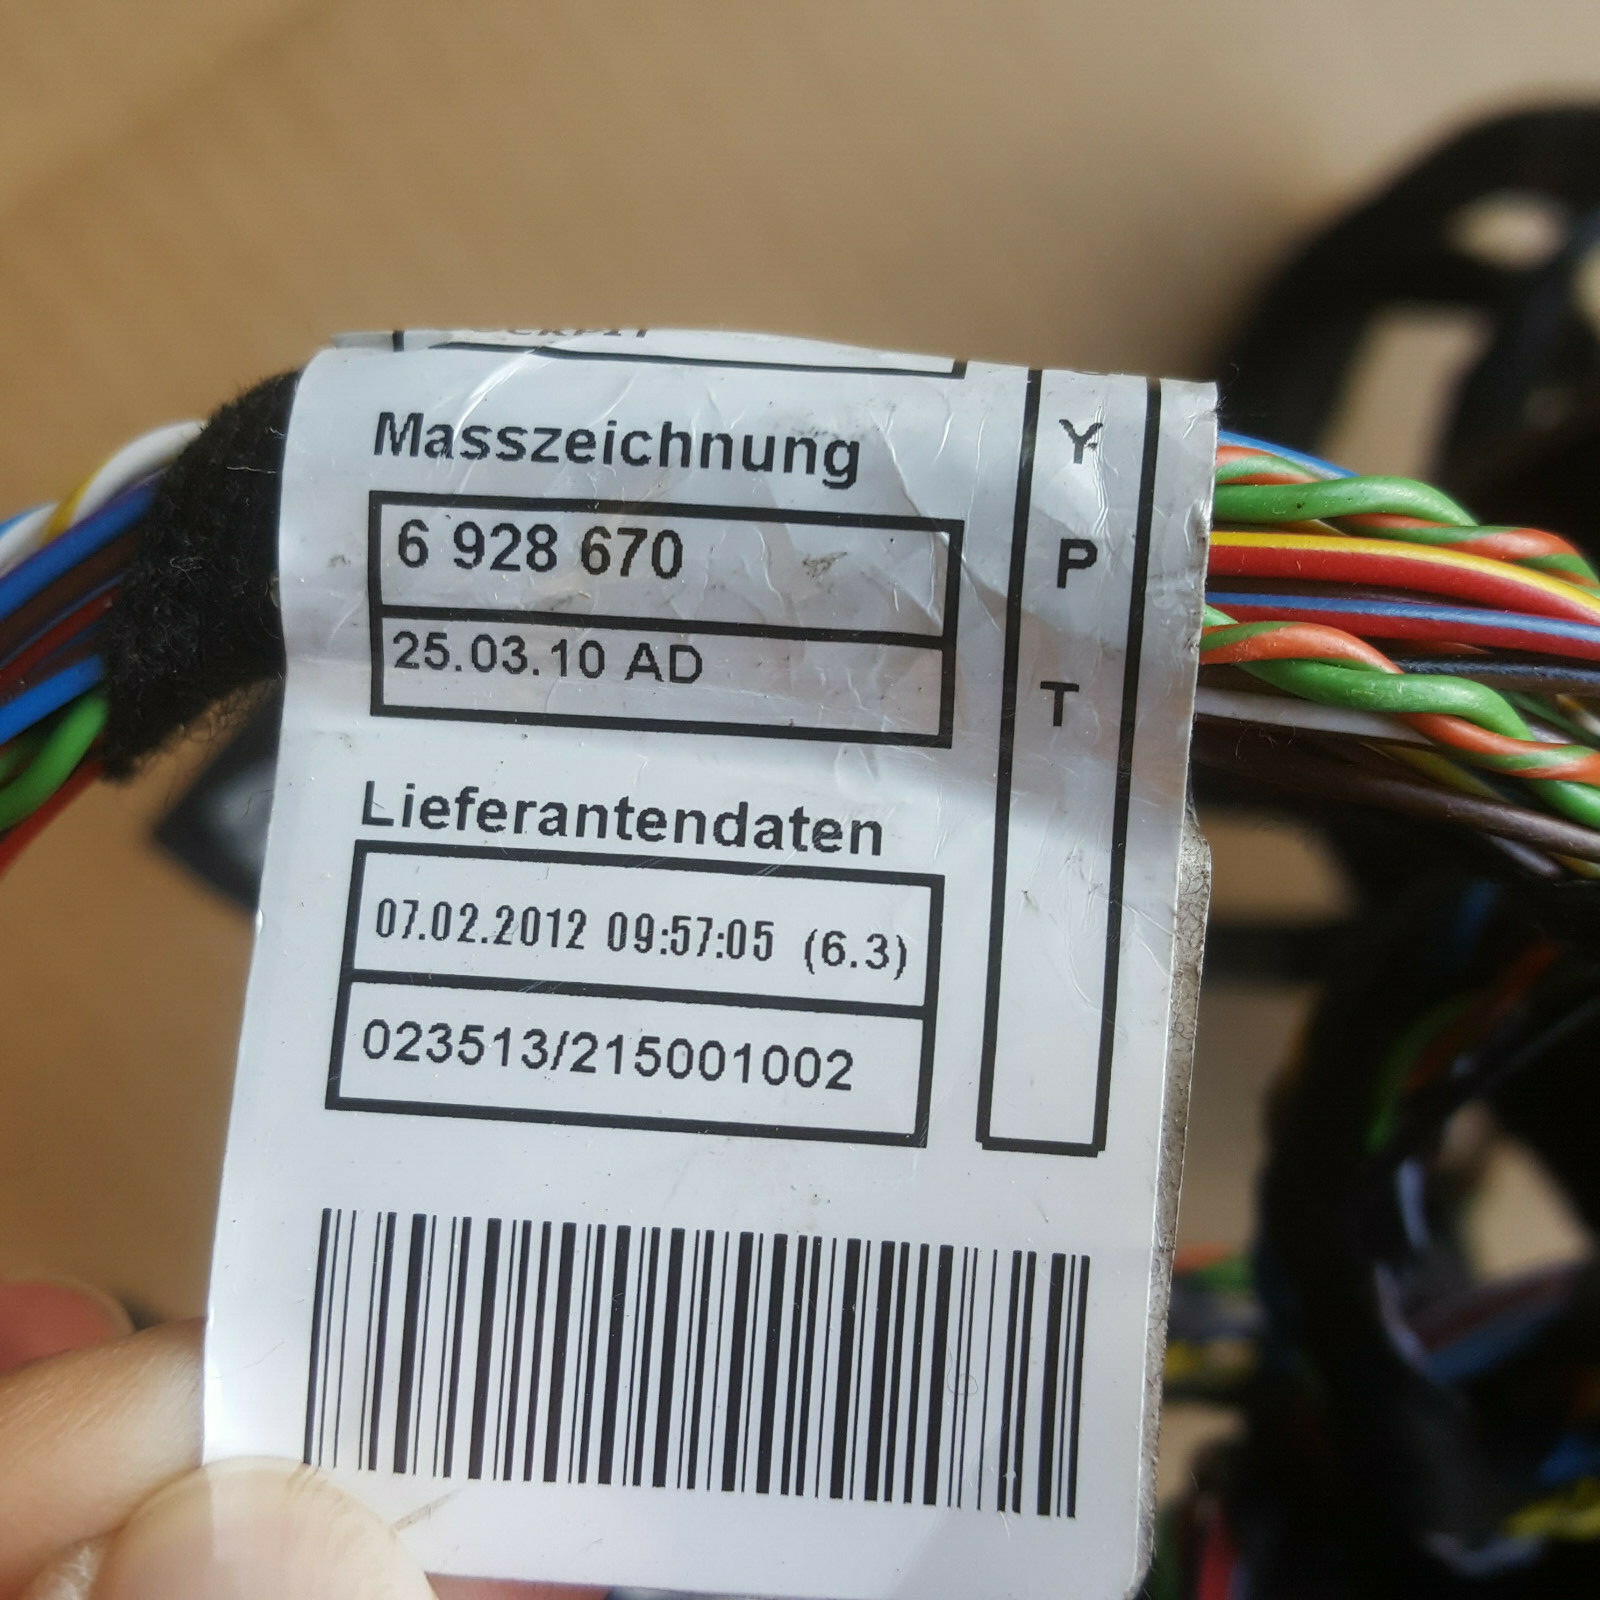 Masszeichnung
6 928 670
25.03.10 AD
Lieferantendaten
07.02.2012 09:57:05 (6.3)
023513/215001002
Y
P
T